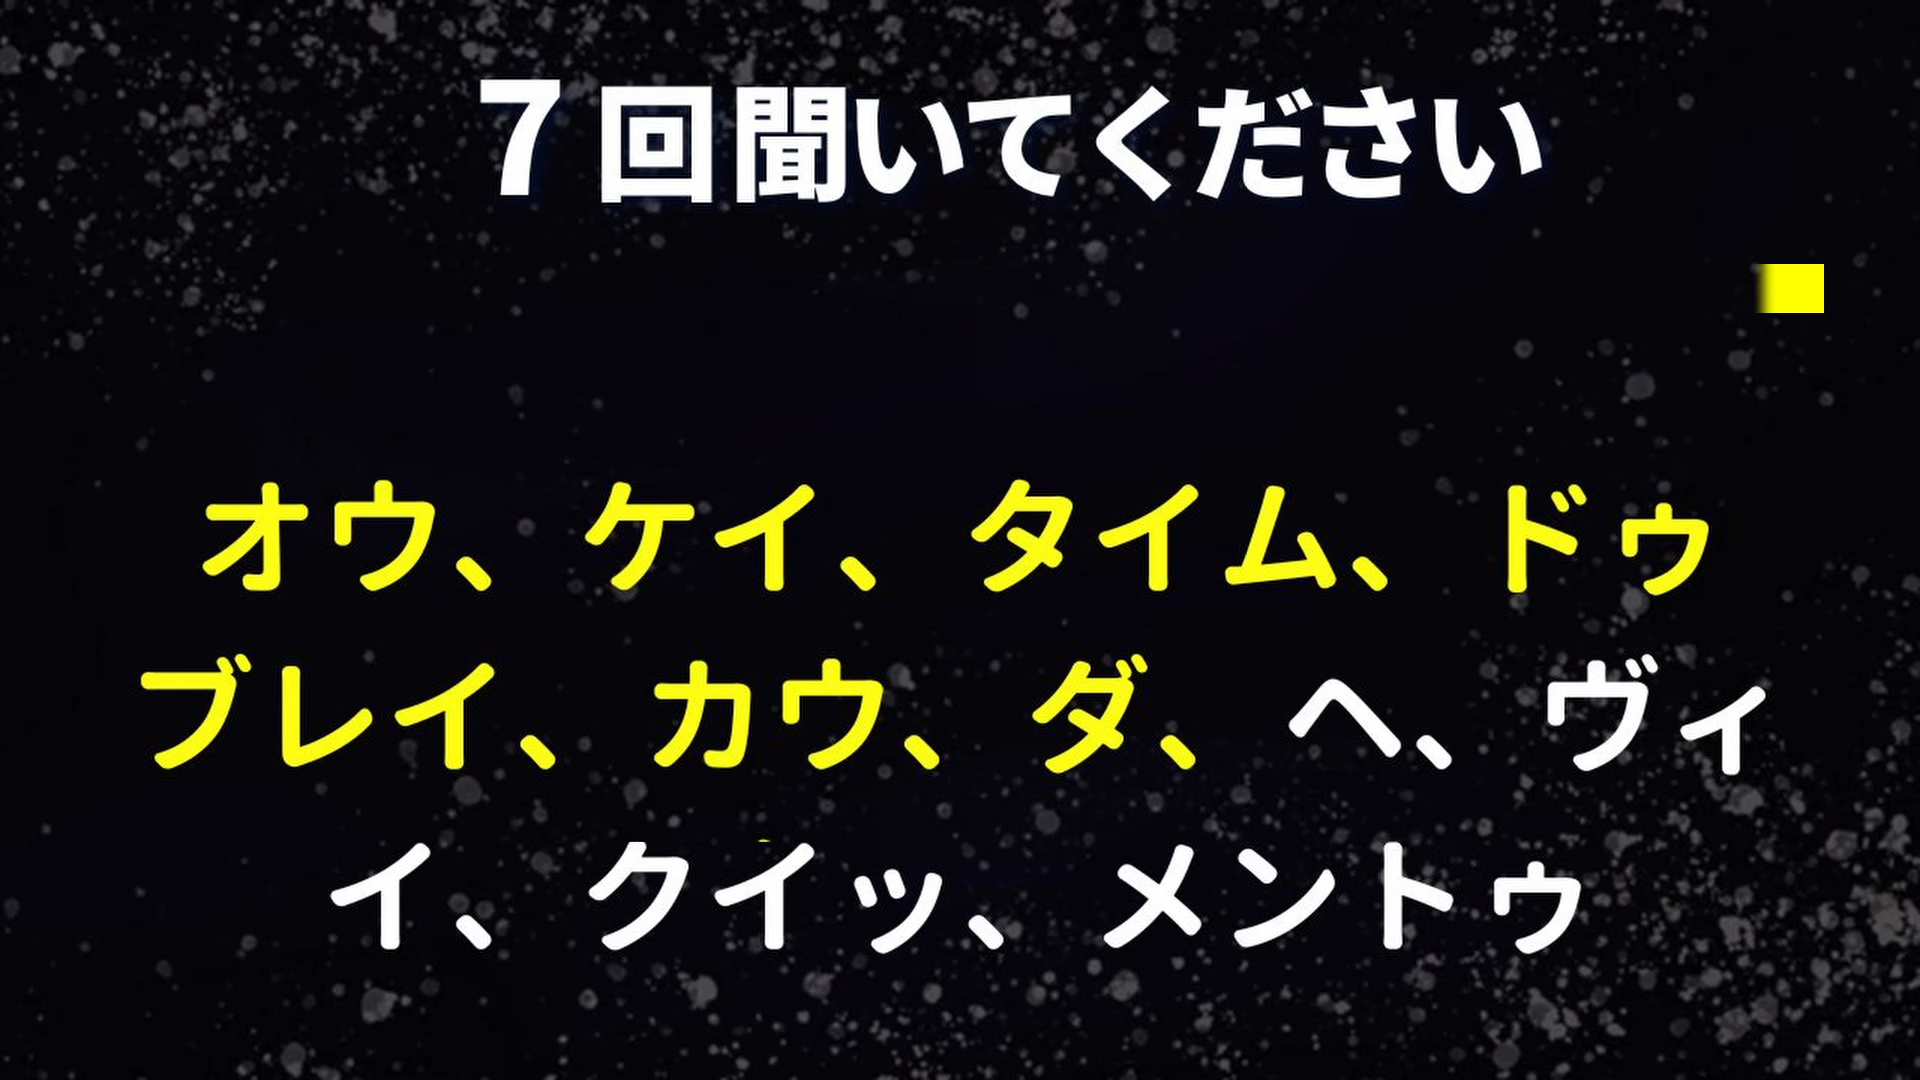 7回聞いてください
オウ、ケイ、タイム、ドゥ
ブレイ、カウ、ダ、ヘ、ヴィ
イ、クイッ、メントゥ